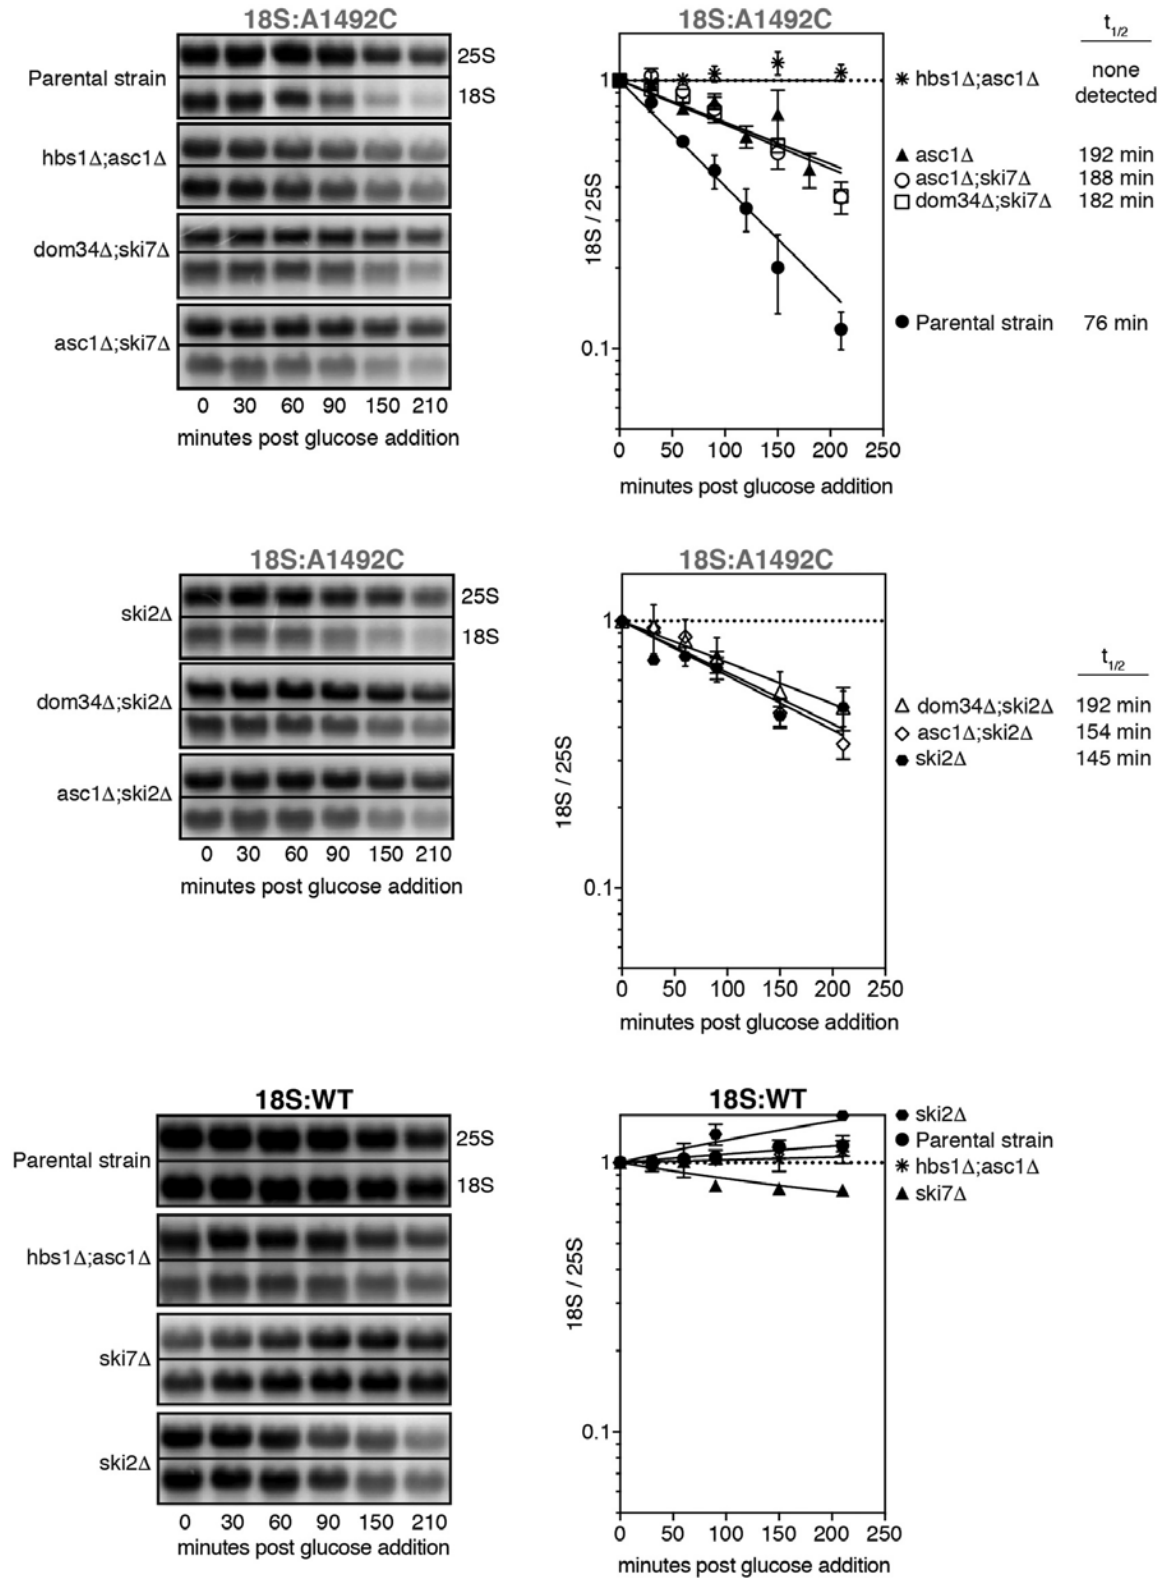 18S:A1492C
Parental strain
25S
18S
hbs1Δ;asc1Δ
dom34Δ;ski7Δ
asc1Δ;ski7Δ
0 30 60 90 150 210
minutes post glucose addition
18S:A1492C
18S / 25S
1
0.1
0 50 100 150 200 250
minutes post glucose addition
t1/2
hbs1Δ;asc1Δ none detected
asc1Δ 192 min
asc1Δ;ski7Δ 188 min
dom34Δ;ski7Δ 182 min
Parental strain 76 min
18S:A1492C
ski2Δ
25S
18S
dom34Δ;ski2Δ
asc1Δ;ski2Δ
0 30 60 90 150 210
minutes post glucose addition
18S:A1492C
18S / 25S
1
0.1
0 50 100 150 200 250
minutes post glucose addition
t1/2
dom34Δ;ski2Δ 192 min
asc1Δ;ski2Δ 154 min
ski2Δ 145 min
18S:WT
Parental strain
25S
18S
hbs1Δ;asc1Δ
ski7Δ
ski2Δ
0 30 60 90 150 210
minutes post glucose addition
18S:WT
18S / 25S
1
0.1
0 50 100 150 200 250
minutes post glucose addition
ski2Δ
Parental strain
hbs1Δ;asc1Δ
ski7Δ